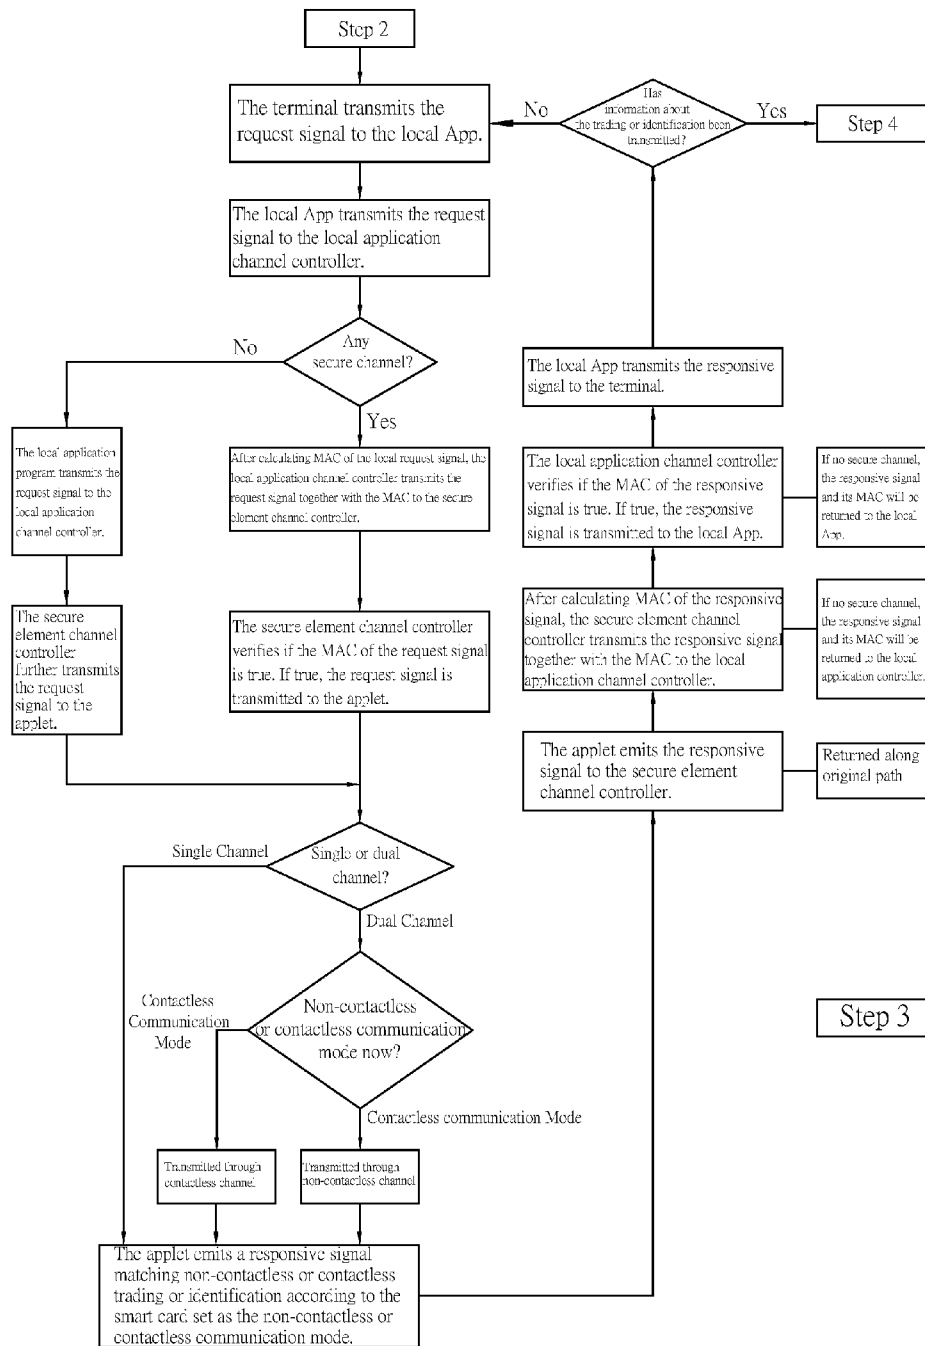 Step 2
The terminal transmits the
request signal to the local App.
The local App transmits the request
signal to the local application
channel controller.
Any
secure channel?
No
Yes
The local application
program transmits the
request signal to the
local application
channel controller.
After calculating MAC of the local request signal, the
local application channel controller transmits the
request signal together with the MAC to the secure
element channel controller.
The secure
element channel
controller
further transmits
the request
signal to the
applet.
The secure element channel controller
verifies if the MAC of the request signal
is true. If true, the request signal is
transmitted to the applet.
Single or dual
channel?
Single Channel
Dual Channel
Non-contactless
or contactless communication
mode now?
Contactless
Communication
Mode
Contactless communication Mode
Transmitted through
contactless channel
Transmitted through
non-contactless channel
The applet emits a responsive signal
matching non-contactless or contactless
trading or identification according to the
smart card set as the non-contactless or
contactless communication mode.
The applet emits the responsive
signal to the secure element
channel controller.
Returned along
original path
After calculating MAC of the responsive
signal, the secure element channel
controller transmits the responsive signal
together with the MAC to the local
application channel controller.
If no secure channel,
the responsive signal
and its MAC will be
returned to the local
application controller.
The local application channel controller
verifies if the MAC of the responsive
signal is true. If true, the responsive
signal is transmitted to the local App.
If no secure channel,
the responsive signal
and its MAC will be
returned to the local
App.
The local App transmits the responsive
signal to the terminal.
Has
information about
the trading or identification been
transmitted?
No
Yes
Step 4
Step 3